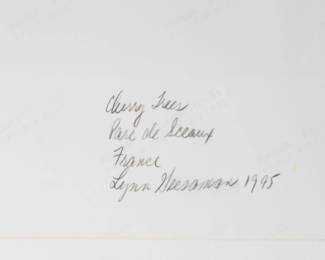 Cherry Trees
Parc de Sceaux
France
Lynn Geesaman 1995